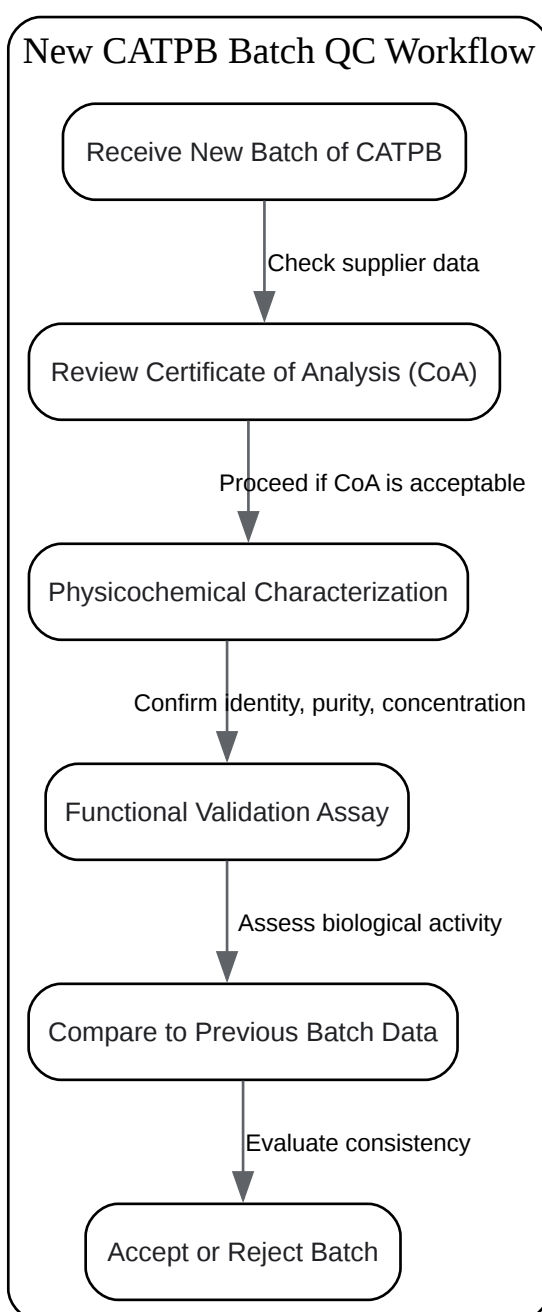 New CATPB Batch QC Workflow
Receive New Batch of CATPB
Check supplier data
Review Certificate of Analysis (CoA)
Proceed if CoA is acceptable
Physicochemical Characterization
Confirm identity, purity, concentration
Functional Validation Assay
Assess biological activity
Compare to Previous Batch Data
Evaluate consistency
Accept or Reject Batch